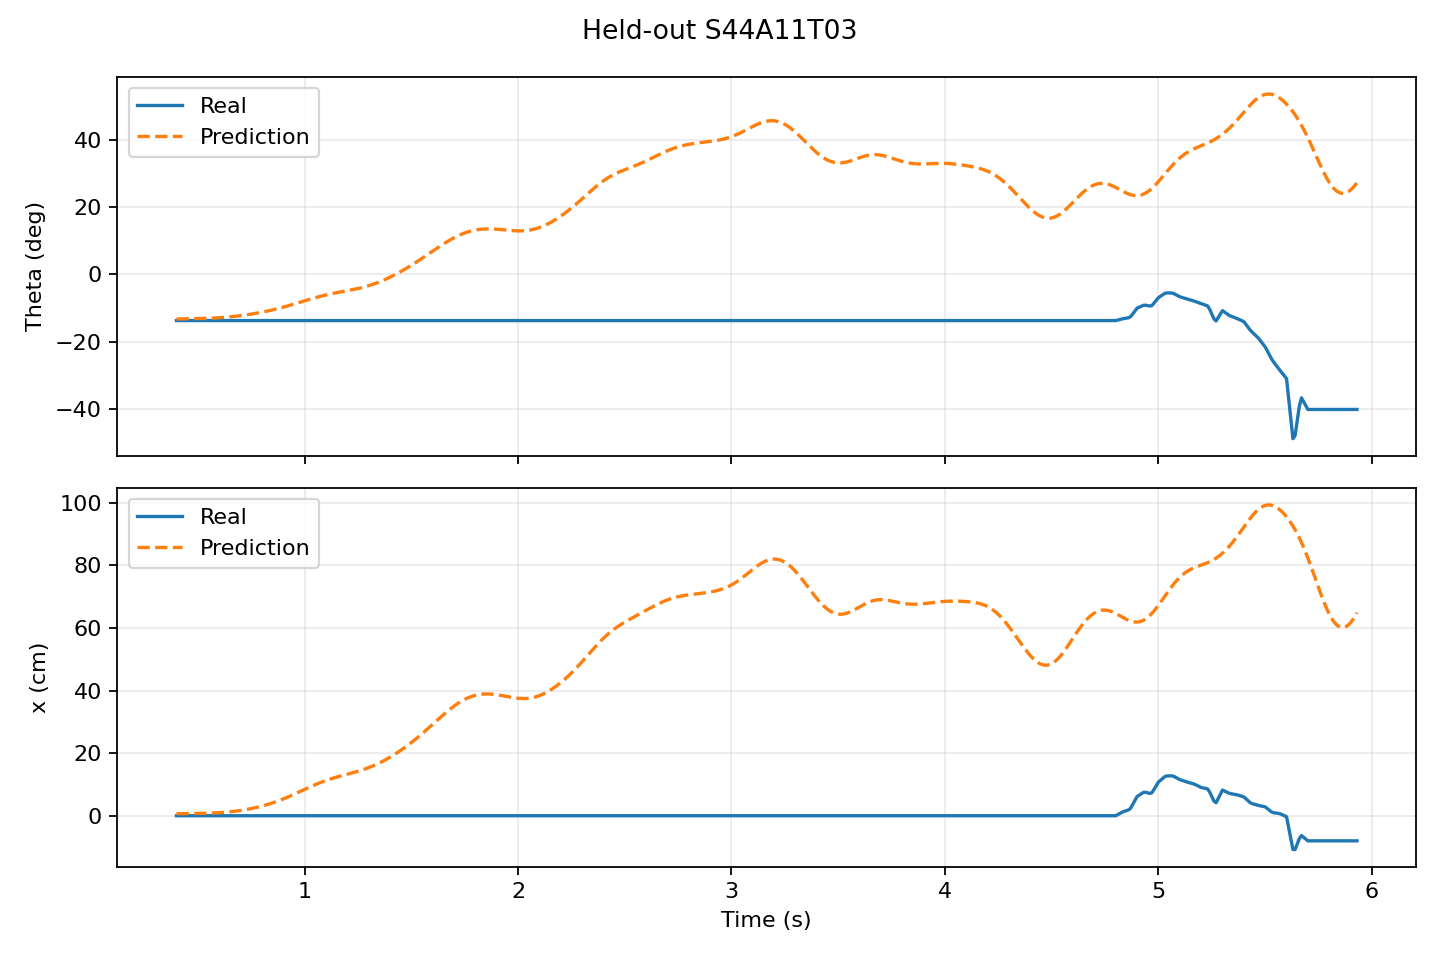 Held-out S44A11T03
Real
Prediction
Theta (deg)
40
20
0
−20
−40
Real
Prediction
x (cm)
100
80
60
40
20
0
1 2 3 4 5 6
Time (s)